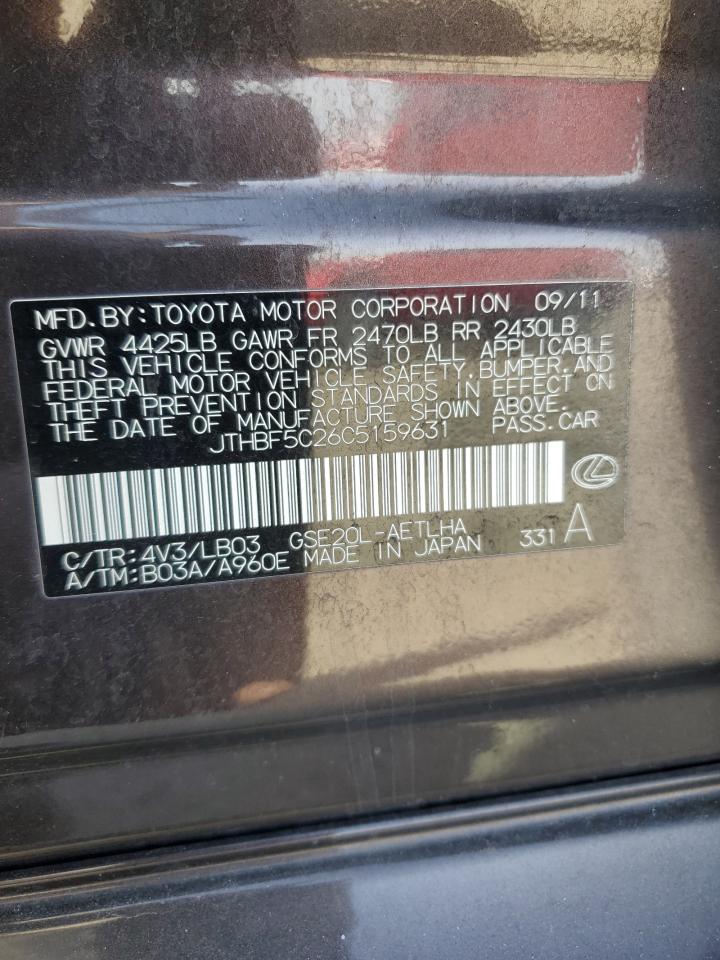 MFD.BY:TOYOTA MOTOR CORPORATION 09/11
GVWR 4425LB GAWR FR 2470LB RR 2430LB
THIS VEHICLE CONFORMS TO ALL APPLICABLE
FEDERAL MOTOR VEHICLE SAFETY,BUMPER,AND
THEFT PREVENTION STANDARDS IN EFFECT ON
THE DATE OF MANUFACTURE SHOWN ABOVE.
JTHBF5C26C5159631 PASS.CAR
C/TR:4V3/LB03 GSE20L-AETLHA
A/TM:B03A/A960E MADE IN JAPAN 331 A